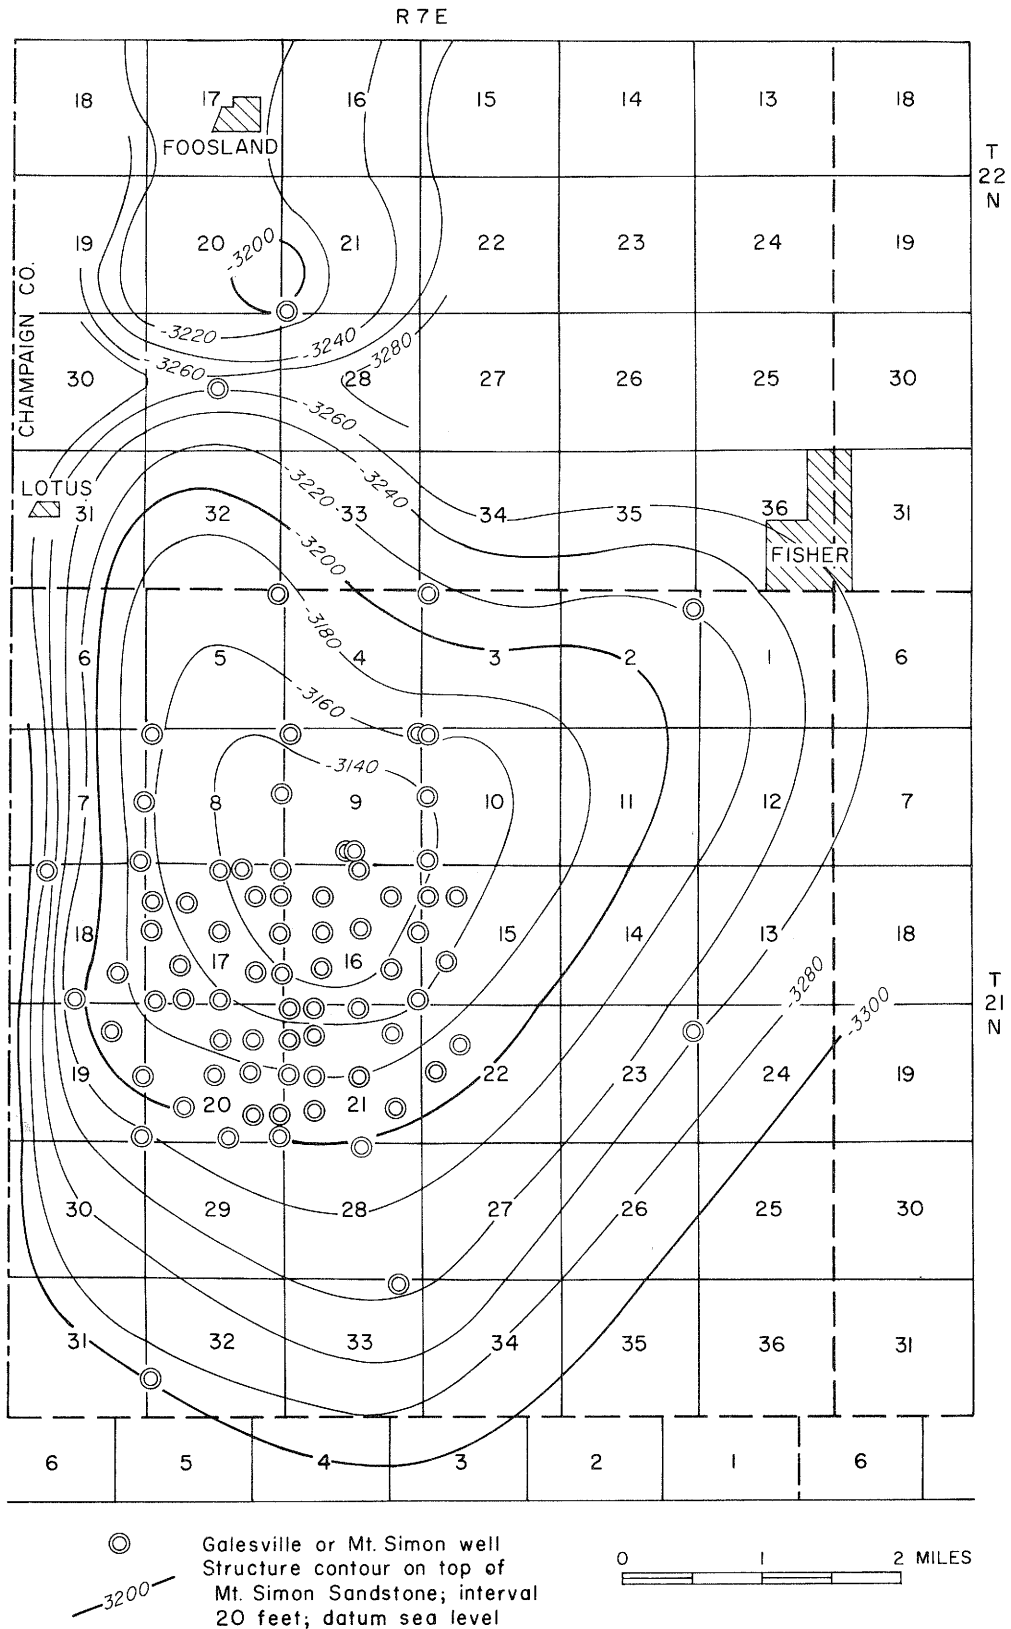 R 7 E
18 17 16 15 14 13 18
FOOSLAND
T
22
N
19 20 21 22 23 24 19
-3200
CHAMPAIGN CO.
-3220 -3240 -3280
-3260
30 28 27 26 25 30
-3260
-3240
-3220
LOTUS
31 32 33 34 35 36 31
FISHER
-3200
-3180
6 5 4 3 2 1 6
-3160
-3140
7 8 9 10 11 12 7
18 17 16 15 14 13 18
-3280
-3300
T
21
N
19 20 21 22 23 24 19
30 29 28 27 26 25 30
31 32 33 34 35 36 31
6 5 4 3 2 1 6
Galesville or Mt. Simon well
-3200 Structure contour on top of
Mt. Simon Sandstone; interval
20 feet; datum sea level
0 1 2 MILES